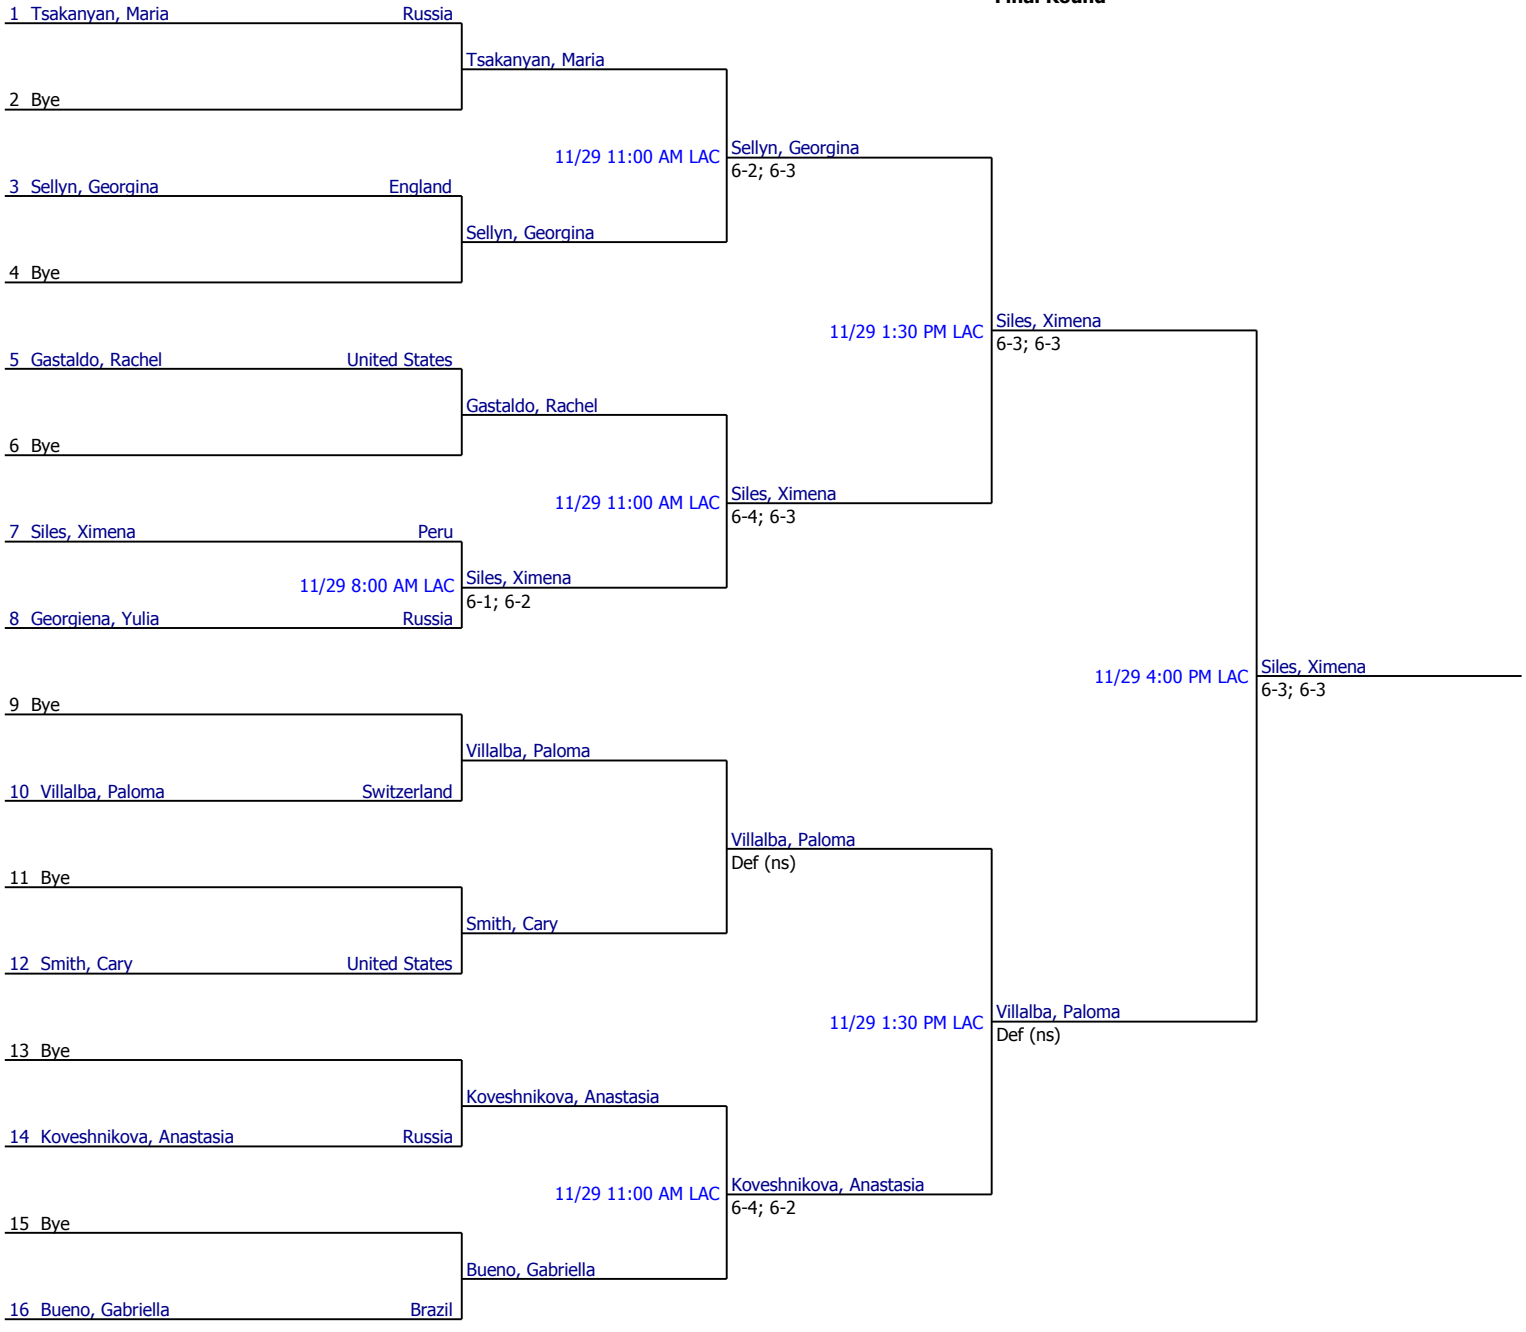 Final Round
1 Tsakanyan, Maria Russia
Tsakanyan, Maria
2 Bye
11/29 11:00 AM LAC Sellyn, Georgina
6-2; 6-3
3 Sellyn, Georgina England
Sellyn, Georgina
4 Bye
11/29 1:30 PM LAC Siles, Ximena
6-3; 6-3
5 Gastaldo, Rachel United States
Gastaldo, Rachel
6 Bye
11/29 11:00 AM LAC Siles, Ximena
6-4; 6-3
7 Siles, Ximena Peru
11/29 8:00 AM LAC Siles, Ximena
6-1; 6-2
8 Georgiena, Yulia Russia
11/29 4:00 PM LAC Siles, Ximena
6-3; 6-3
9 Bye
Villalba, Paloma
10 Villalba, Paloma Switzerland
Villalba, Paloma
Def (ns)
11 Bye
Smith, Cary
12 Smith, Cary United States
11/29 1:30 PM LAC Villalba, Paloma
Def (ns)
13 Bye
Koveshnikova, Anastasia
14 Koveshnikova, Anastasia Russia
11/29 11:00 AM LAC Koveshnikova, Anastasia
6-4; 6-2
15 Bye
Bueno, Gabriella
16 Bueno, Gabriella Brazil